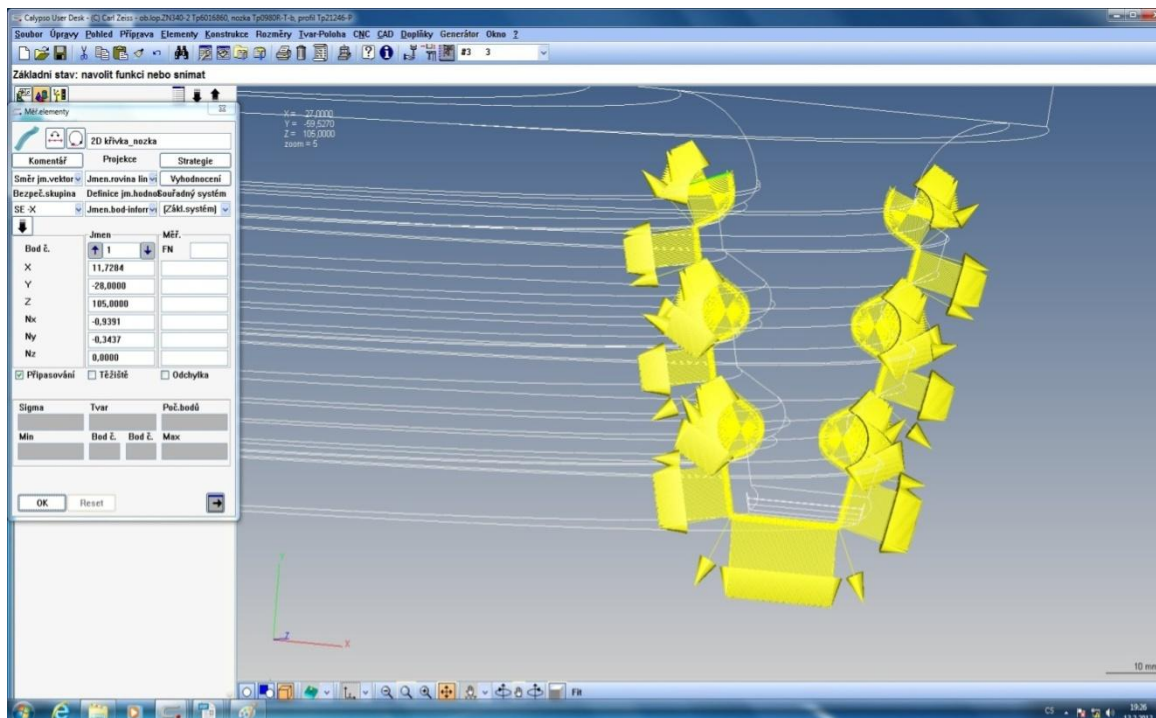 Calypso User Desk - (C) Carl Zeiss - ob.lop.ZN340-2 Tp6016860, nozka Tp0980R-T-b, profil Tp21246-P
Soubor Úpravy Pohled Příprava Elementy Konstrukce Rozměry Tvar-Poloha CNC CAD Doplňky Generátor Okno ?
#3 3
Základní stav: navolit funkci nebo snímat
Měř.elementy
2D křivka_nozka
Komentář Projekce Strategie
Směr jm.vektor Jmen.rovina lin Vyhodnocení
Bezpeč.skupina Definice jm.hodno Souřadný systém
SE -X Jmen.bod-inform (Zákl.systém)
Jmen Měř.
Bod č. 1 FN
X 11,7284
Y -28,0000
Z 105,0000
Nx -0,9391
Ny -0,3437
Nz 0,0000
Připasování Těžiště Odchylka
Sigma Tvar Poč.bodů
Min Bod č. Bod č. Max
OK Reset
X = 27,0000
Y = -69,5270
Z = 105,0000
zoom = 5
Y
Z
X
10 mm
Fit
CS
19:26